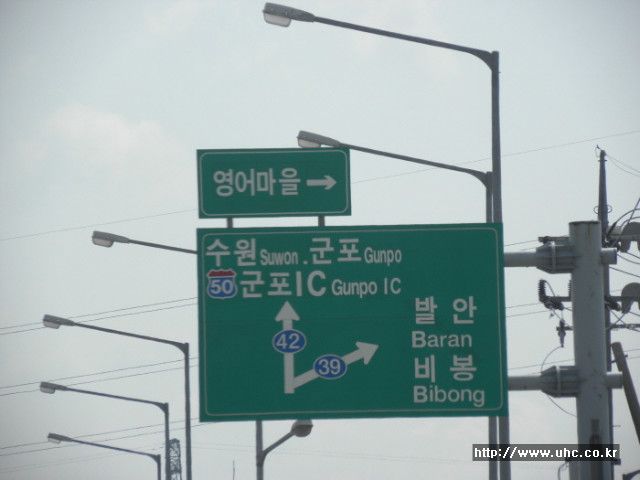 영어마을 →
수원 Suwon . 군포 Gunpo
50 군포IC Gunpo IC
42
39
발안
Baran
비봉
Bibong
http://www.uhc.co.kr